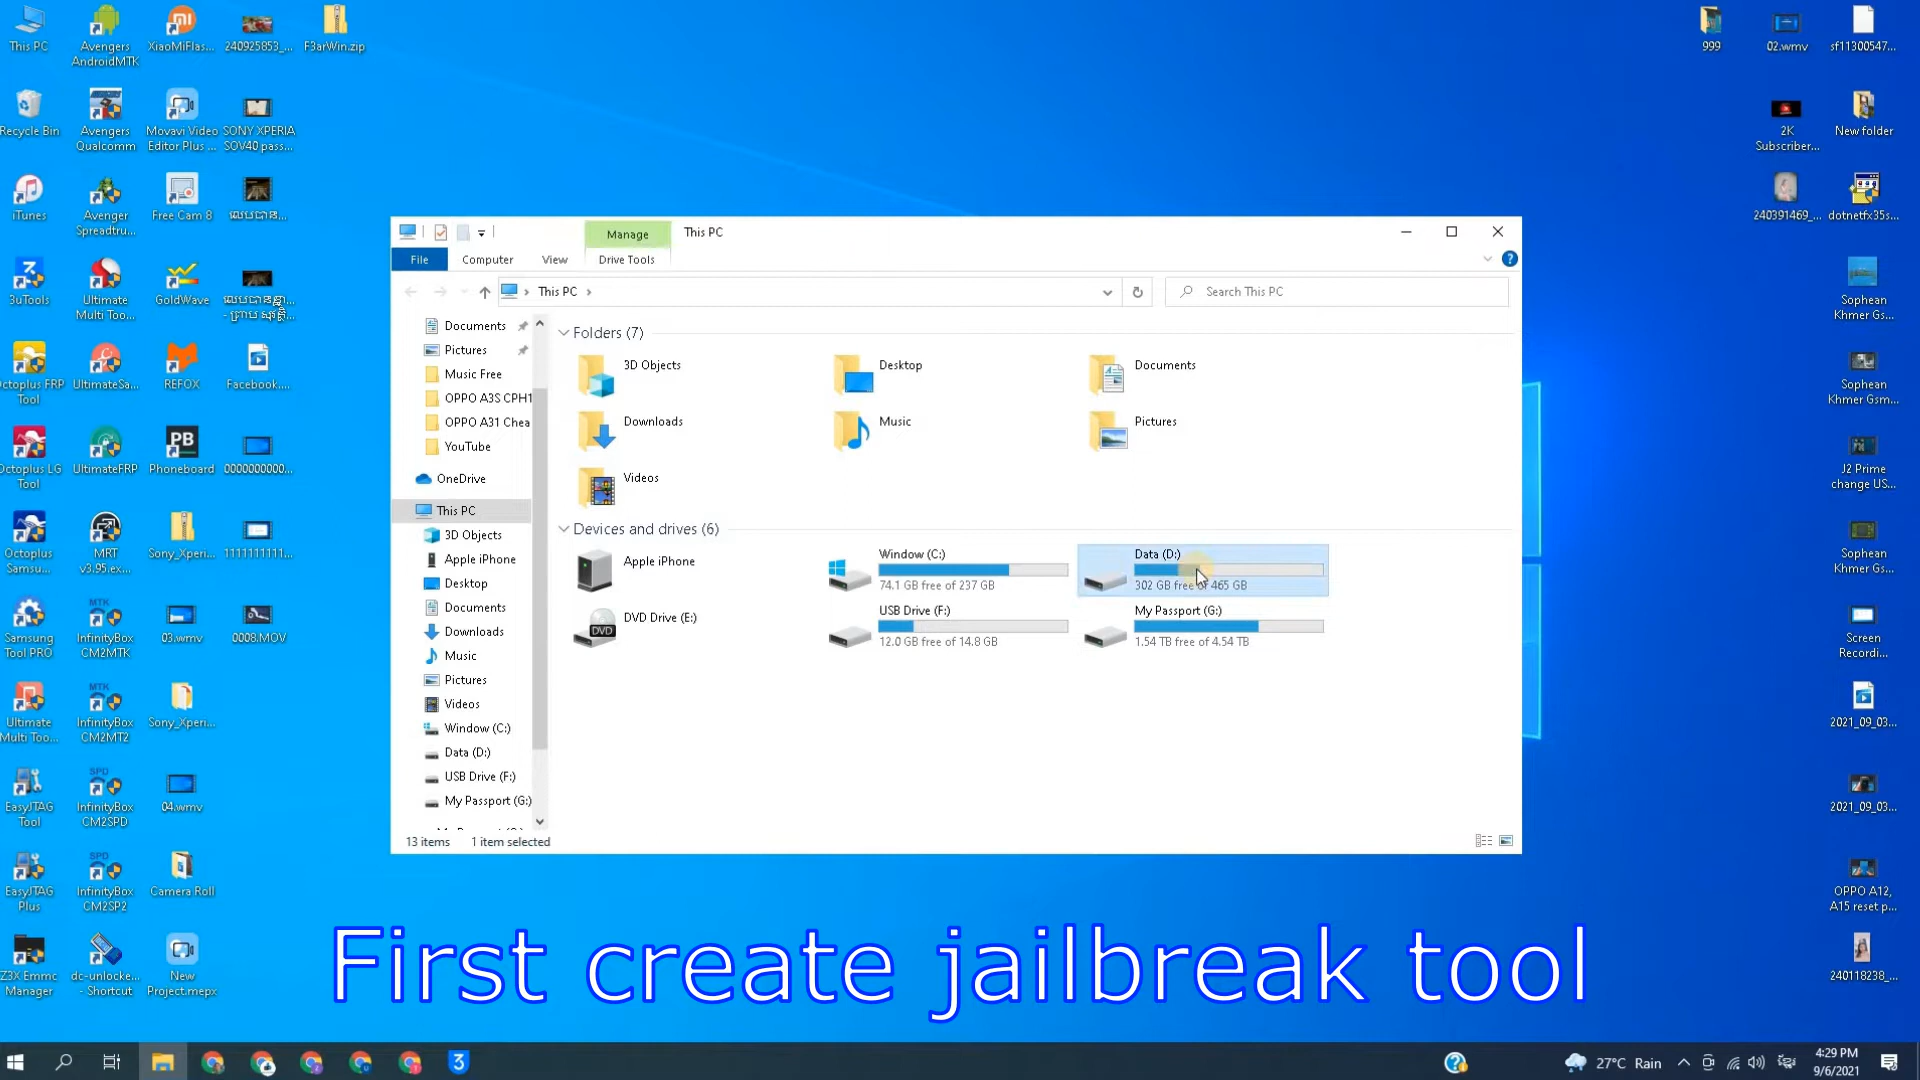 This PC
Avengers
AndroidMTK
XiaoMiFlas...
240925853_...
F3arWin.zip
999
02.wmv
sf11300547...
Recycle Bin
Avengers
Qualcomm
Movavi Video
Editor Plus ...
SONY XPERIA
SOV40 pass...
2K
Subscriber...
New folder
iTunes
Avenger
Spreadtru...
Free Cam 8
លេបបាន...
240391469_...
dotnetfx35s...
3uTools
Ultimate
Multi Too...
GoldWave
Sophean
Khmer Gs...
ctoplus FRP
Tool
UltimateSa...
REFOX
Facebook....
Sophean
Khmer Gsm...
Octoplus LG
Tool
UltimateFRP
Phoneboard
0000000000...
J2 Prime
change US...
Octoplus
Samsu...
MRT
v3.95.ex...
Sony_Xperi...
1111111111...
Sophean
Khmer Gs...
Samsung
Tool PRO
MTK
InfinityBox
CM2MTK
03.wmv
0008.MOV
Screen
Recordi...
Ultimate
Multi Too...
MTK
InfinityBox
CM2MT2
Sony_Xperi...
2021_09_03...
EasyJTAG
Tool
SPD
InfinityBox
CM2SPD
04.wmv
2021_09_03...
EasyJTAG
Plus
SPD
InfinityBox
CM2SP2
Camera Roll
OPPO A12,
A15 reset p...
Z3X Emmc
Manager
dc-unlocke...
- Shortcut
New
Project.mepx
240118238_...
Manage
This PC
File
Computer
View
Drive Tools
This PC
Search This PC
Documents
Pictures
Music Free
OPPO A3S CPH1
OPPO A31 Chea
YouTube
OneDrive
This PC
3D Objects
Apple iPhone
Desktop
Documents
Downloads
Music
Pictures
Videos
Window (C:)
Data (D:)
USB Drive (F:)
My Passport (G:)
Folders (7)
3D Objects
Desktop
Documents
Downloads
Music
Pictures
Videos
Devices and drives (6)
Apple iPhone
Window (C:)
74.1 GB free of 237 GB
Data (D:)
302 GB free of 465 GB
DVD Drive (E:)
USB Drive (F:)
12.0 GB free of 14.8 GB
My Passport (G:)
1.54 TB free of 4.54 TB
13 items
1 item selected
First create jailbreak tool
27°C Rain
4:29 PM
9/6/2021